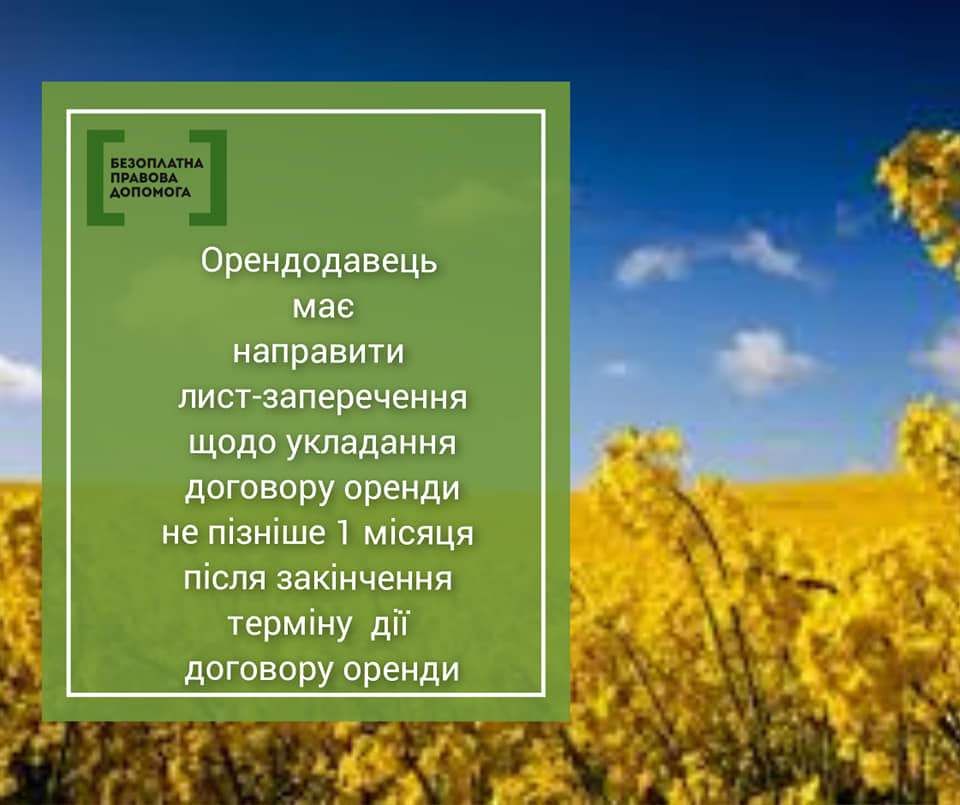 БЕЗОПЛАТНА
ПРАВОВА
ДОПОМОГА
Орендодавець
має
направити
лист-заперечення
щодо укладання
договору оренди
не пізніше 1 місяця
після закінчення
терміну дії
договору оренди